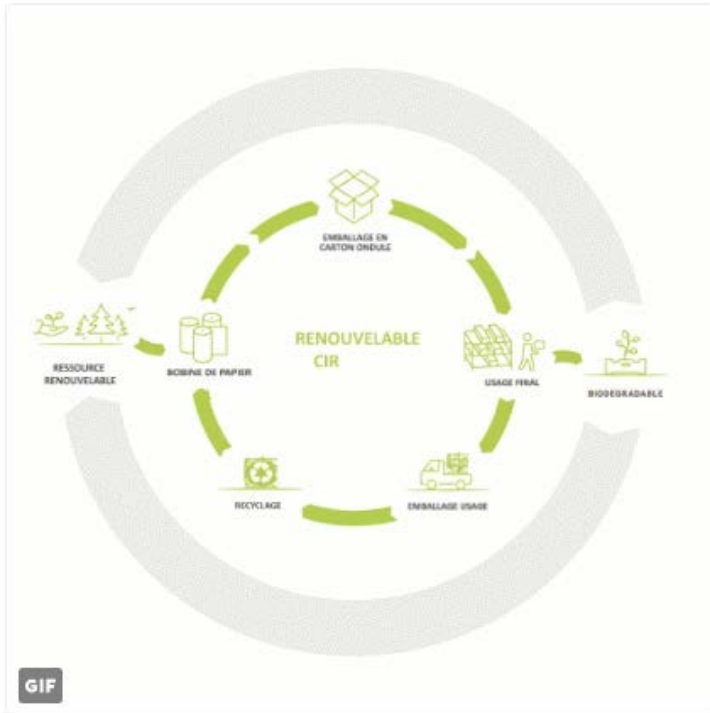 EMBALLAGE EN
CARTON ONDULE
RENOUVELABLE
CIR
RESSOURCE
RENOUVELABLE
BOBINE DE PAPIER
USAGE FINAL
BIODEGRADABLE
RECYCLAGE
EMBALLAGE USAGE
GIF